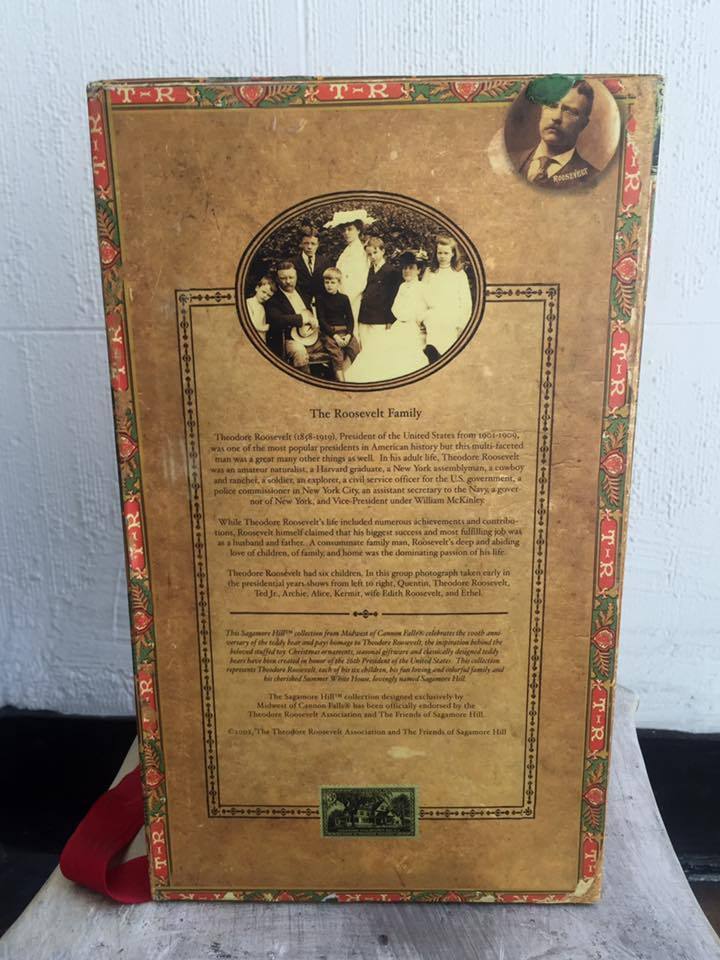 T-R
T-R
ROOSEVELT
The Roosevelt Family
Theodore Roosevelt (1858-1919), President of the United States from 1901-1909,
was one of the most popular presidents in American history but this multi-faceted
man was a great many other things as well. In his adult life, Theodore Roosevelt
was an amateur naturalist, a Harvard graduate, a New York assemblyman, a cowboy
and rancher, a soldier, an explorer, a civil service officer for the U.S. government, a
police commissioner in New York City, an assistant secretary to the Navy, a gover-
nor of New York, and Vice-President under William McKinley.
While Theodore Roosevelt's life included numerous achievements and contribu-
tions, Roosevelt himself claimed that his biggest success and most fulfilling job was
as a husband and father. A consummate family man, Roosevelt's deep and abiding
love of children, of family, and home was the dominating passion of his life.
Theodore Roosevelt had six children. In this group photograph taken early in
the presidential years shows from left to right, Quentin, Theodore Roosevelt,
Ted Jr., Archie, Alice, Kermit, wife Edith Roosevelt, and Ethel.
This Sagamore Hill™ collection from Midwest of Cannon Falls® celebrates the 100th anni-
versary of the teddy bear and pays homage to Theodore Roosevelt, the inspiration behind the
beloved stuffed toy. Christmas ornaments, seasonal giftware and classically designed teddy
bears have been created in honor of the 26th President of the United States. This collection
represents Theodore Roosevelt, each of his six children, his fun loving and colorful family and
his cherished Summer White House, lovingly named Sagamore Hill.
The Sagamore Hill™ collection designed exclusively by
Midwest of Cannon Falls® has been officially endorsed by the
Theodore Roosevelt Association and The Friends of Sagamore Hill.
©2002, The Theodore Roosevelt Association and The Friends of Sagamore Hill
T-R
T-R
T-R
T-R
T-R
T-R
T-R
T-R
T-R